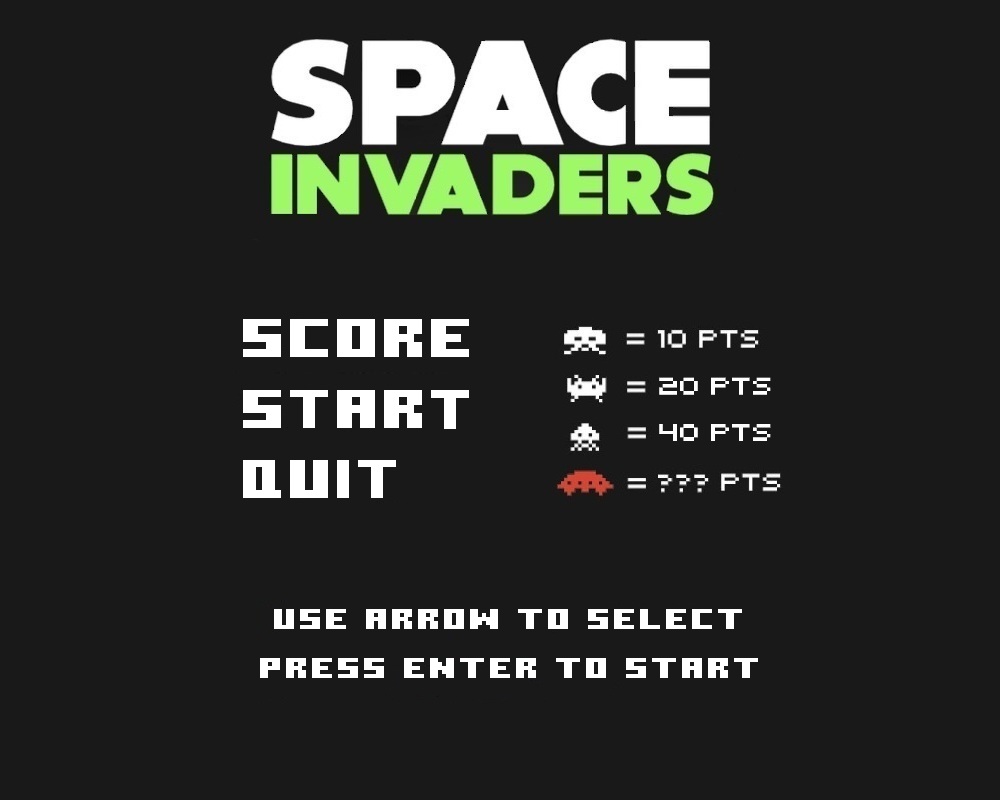 SPACE
INVADERS
SCORE
START
QUIT
= 10 PTS
= 20 PTS
= 40 PTS
= ??? PTS
USE ARROW TO SELECT
PRESS ENTER TO START